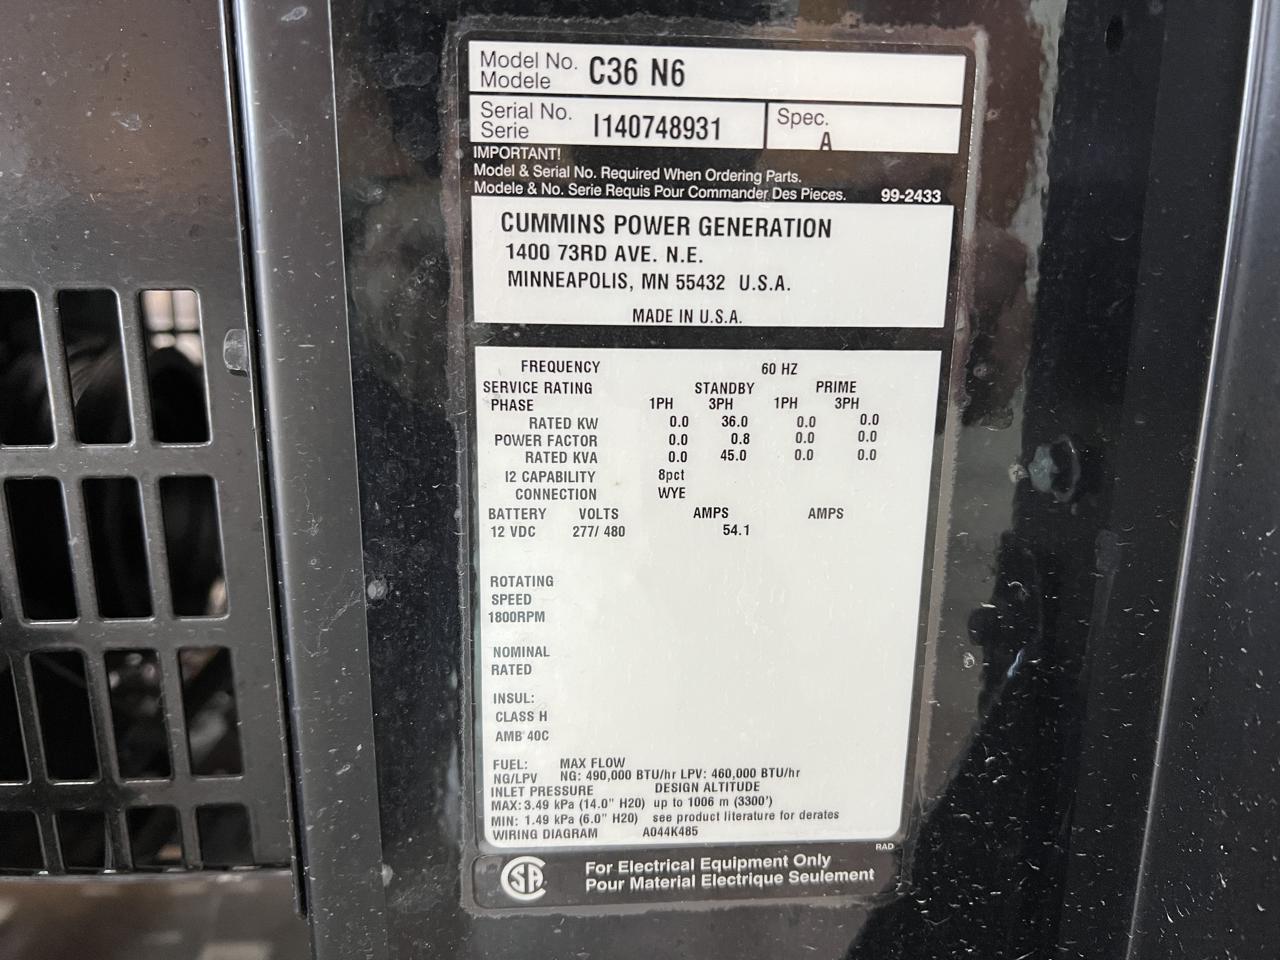 Model No. C36 N6
Modele
Serial No. I140748931 Spec. A
Serie
IMPORTANT!
Model & Serial No. Required When Ordering Parts.
Modele & No. Serie Requis Pour Commander Des Pieces. 99-2433
CUMMINS POWER GENERATION
1400 73RD AVE. N.E.
MINNEAPOLIS, MN 55432 U.S.A.
MADE IN U.S.A.
FREQUENCY 60 HZ
SERVICE RATING STANDBY PRIME
PHASE 1PH 3PH 1PH 3PH
RATED KW 0.0 36.0 0.0 0.0
POWER FACTOR 0.0 0.8 0.0 0.0
RATED KVA 0.0 45.0 0.0 0.0
I2 CAPABILITY 8pct
CONNECTION WYE
BATTERY VOLTS AMPS AMPS
12 VDC 277/ 480 54.1
ROTATING
SPEED
1800RPM
NOMINAL
RATED
INSUL:
CLASS H
AMB 40C
FUEL: MAX FLOW
NG/LPV NG: 490,000 BTU/hr LPV: 460,000 BTU/hr
INLET PRESSURE DESIGN ALTITUDE
MAX: 3.49 kPa (14.0" H20) up to 1006 m (3300')
MIN: 1.49 kPa (6.0" H20) see product literature for derates
WIRING DIAGRAM A044K485
RAD
SA For Electrical Equipment Only
Pour Material Electrique Seulement